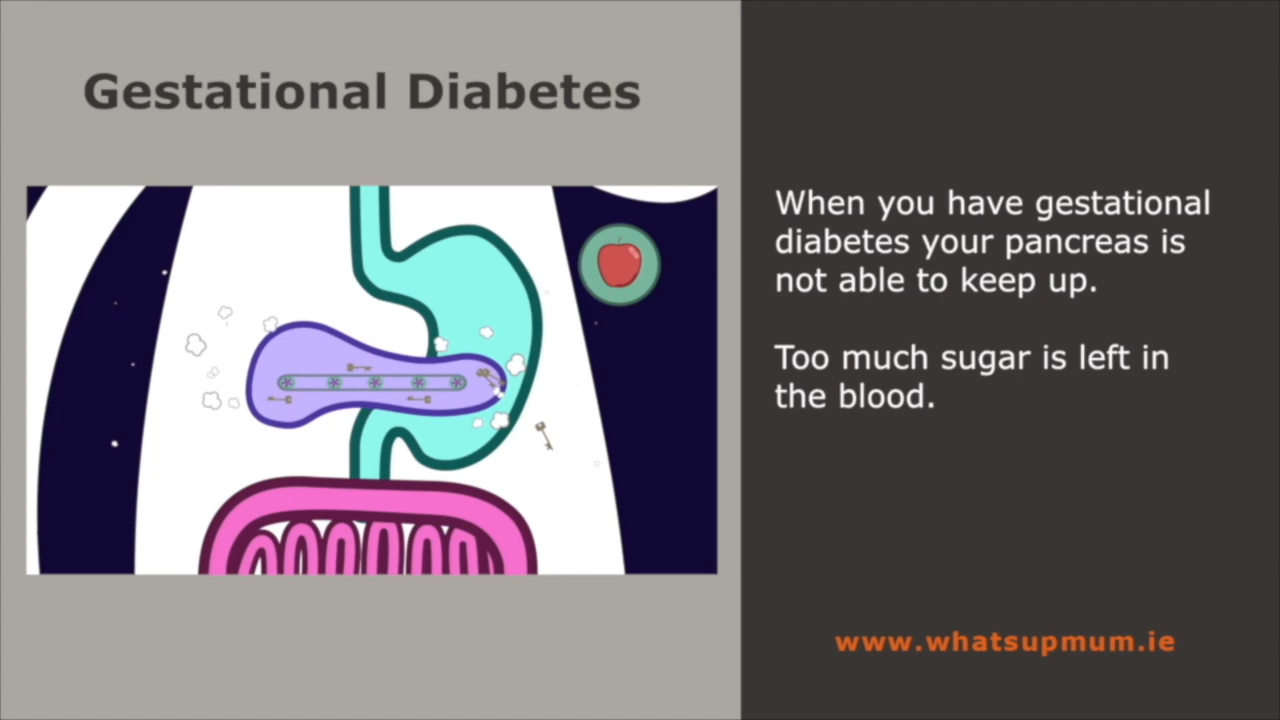 Gestational Diabetes
When you have gestational
diabetes your pancreas is
not able to keep up.
Too much sugar is left in
the blood.
www.whatsupmum.ie